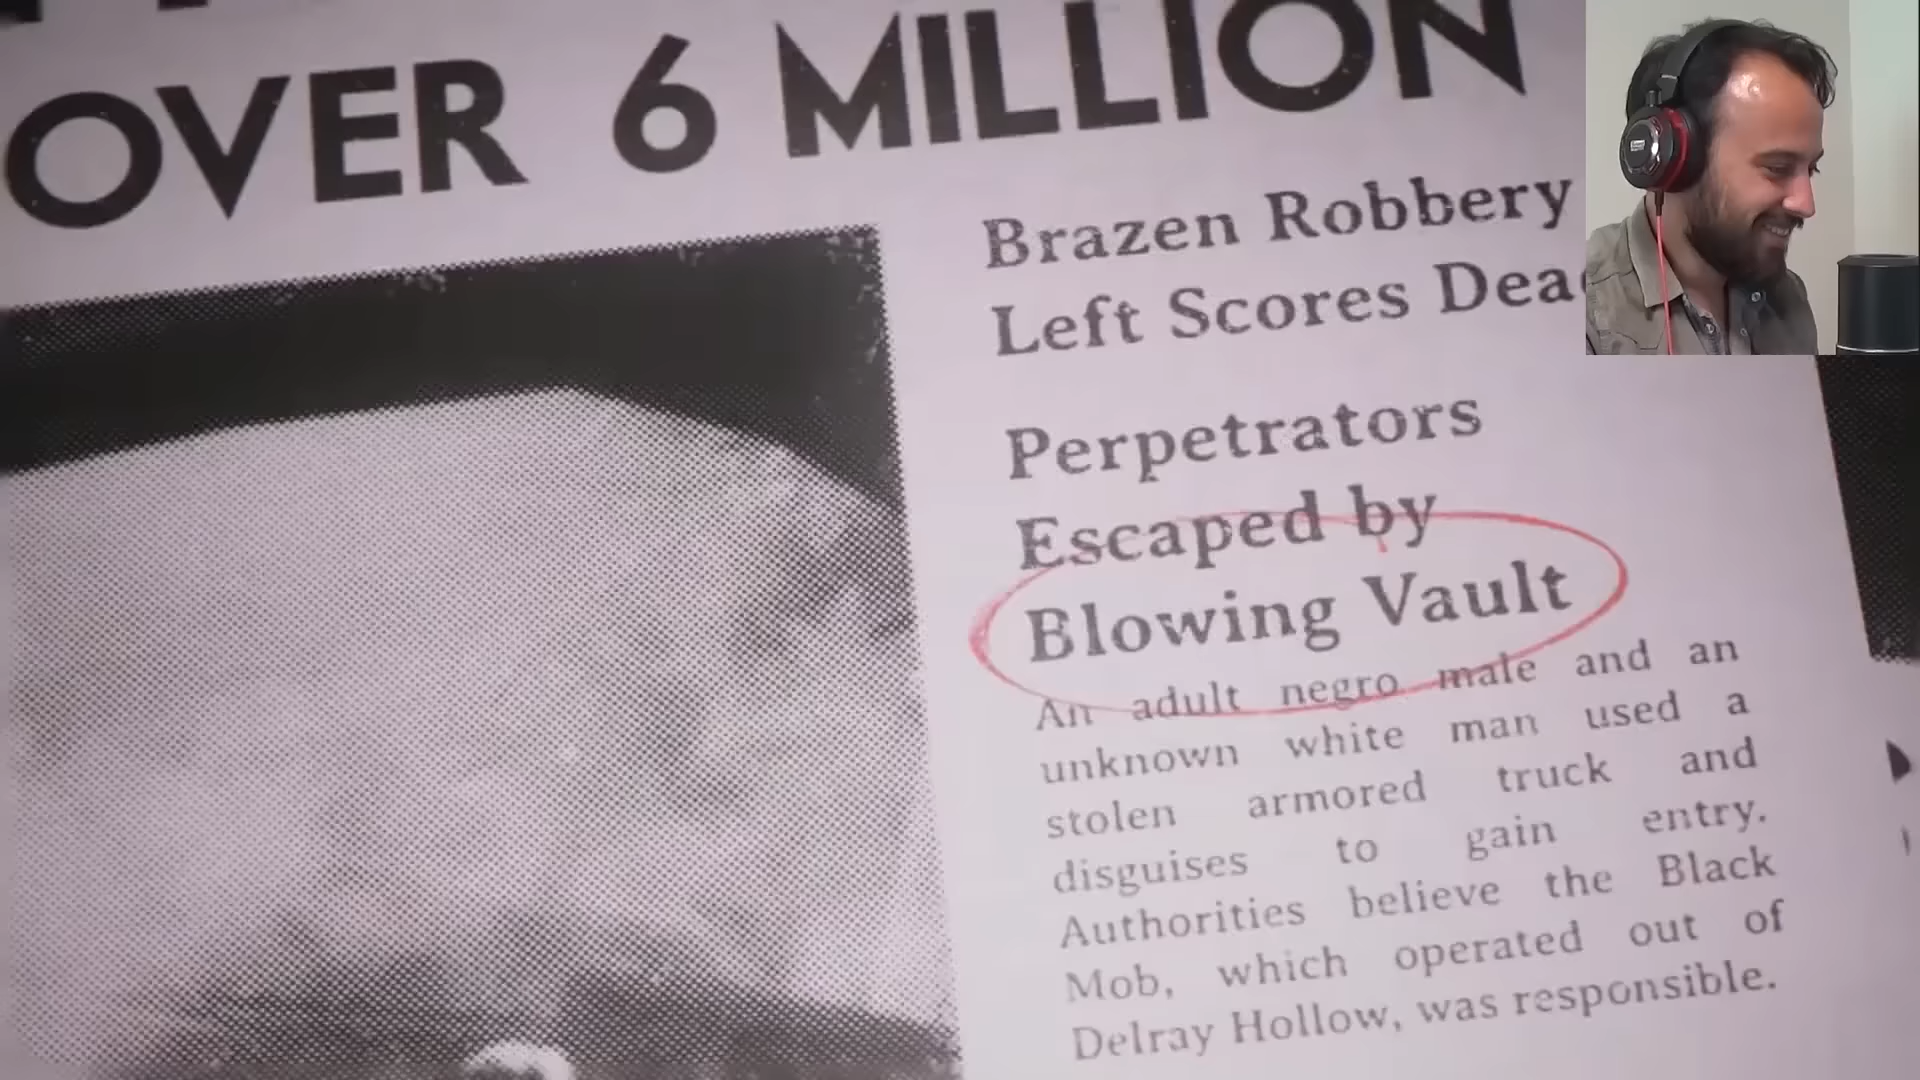 OVER 6 MILLION
Brazen Robbery
Left Scores
Perpetrators
Escaped by
Blowing Vault
An adult negro male and an
unknown white man used a
stolen armored truck and
disguises to gain entry.
Authorities believe the Black
Mob, which operated out of
Delray Hollow, was responsible.